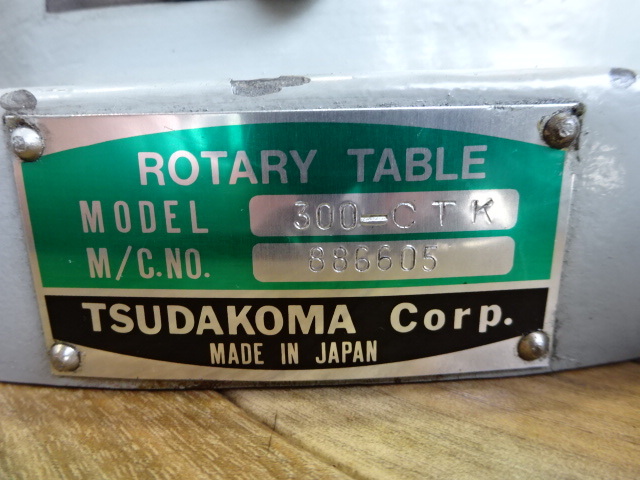 ROTARY TABLE
MODEL 300-CTK
M/C.NO. 886605
TSUDAKOMA Corp.
MADE IN JAPAN